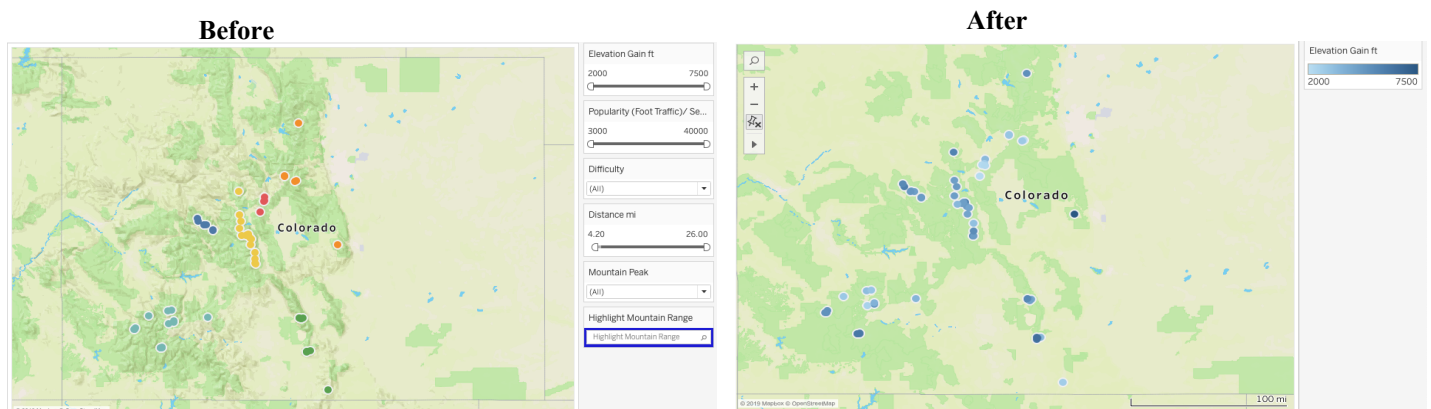 Before
After
Elevation Gain ft
2000 7500
Popularity (Foot Traffic)/ Se...
3000 40000
Difficulty
(All)
Distance mi
4.20 26.00
Mountain Peak
(All)
Highlight Mountain Range
Highlight Mountain Range
Colorado
Elevation Gain ft
2000 7500
Colorado
© 2019 Mapbox © OpenStreetMap
100 mi